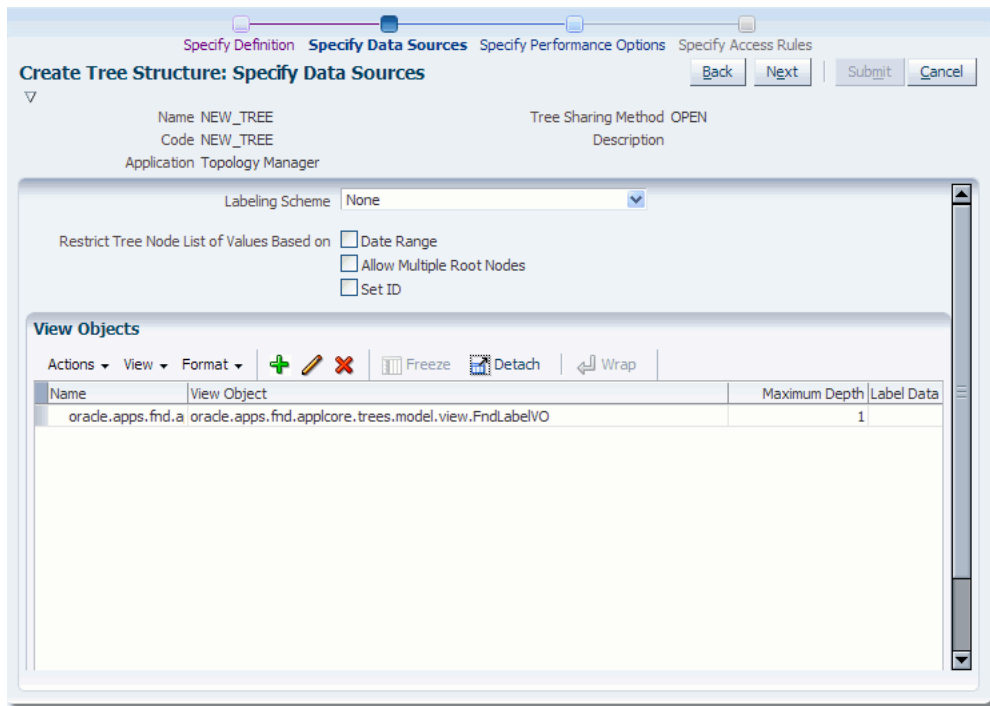 Specify Definition Specify Data Sources Specify Performance Options Specify Access Rules
Create Tree Structure: Specify Data Sources Back Next Submit Cancel
Name NEW_TREE Tree Sharing Method OPEN
Code NEW_TREE Description
Application Topology Manager
Labeling Scheme None
Restrict Tree Node List of Values Based on Date Range
Allow Multiple Root Nodes
Set ID
View Objects
Actions View Format Freeze Detach Wrap
Name View Object Maximum Depth Label Data
oracle.apps.fnd.a oracle.apps.fnd.applcore.trees.model.view.FndLabelVO 1